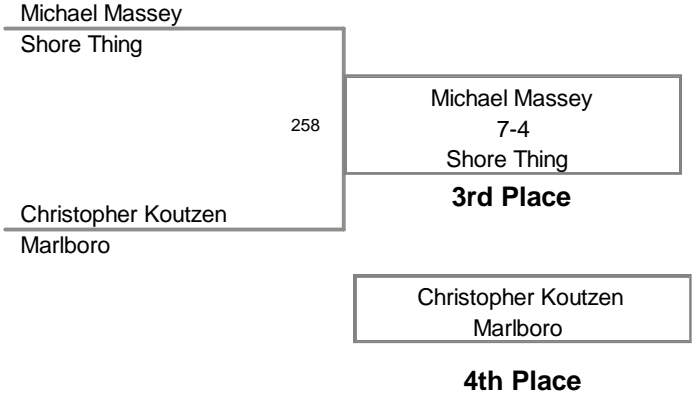 Michael Massey
Shore Thing
258
Michael Massey
7-4
Shore Thing
3rd Place
Christopher Koutzen
Marlboro
Christopher Koutzen
Marlboro
4th Place